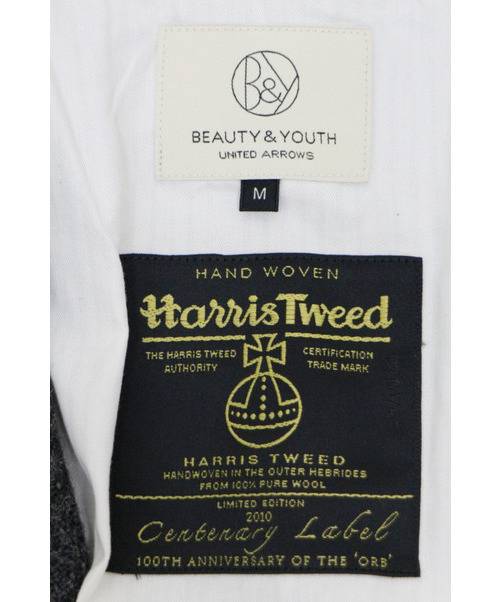 B&Y
BEAUTY & YOUTH
UNITED ARROWS
M
HAND WOVEN
Harris Tweed
THE HARRIS TWEED CERTIFICATION
AUTHORITY TRADE MARK
HARRIS TWEED
HANDWOVEN IN THE OUTER HEBRIDES
FROM 100% PURE WOOL
LIMITED EDITION
2010
Centenary Label
100TH ANNIVERSARY OF THE 'ORB'